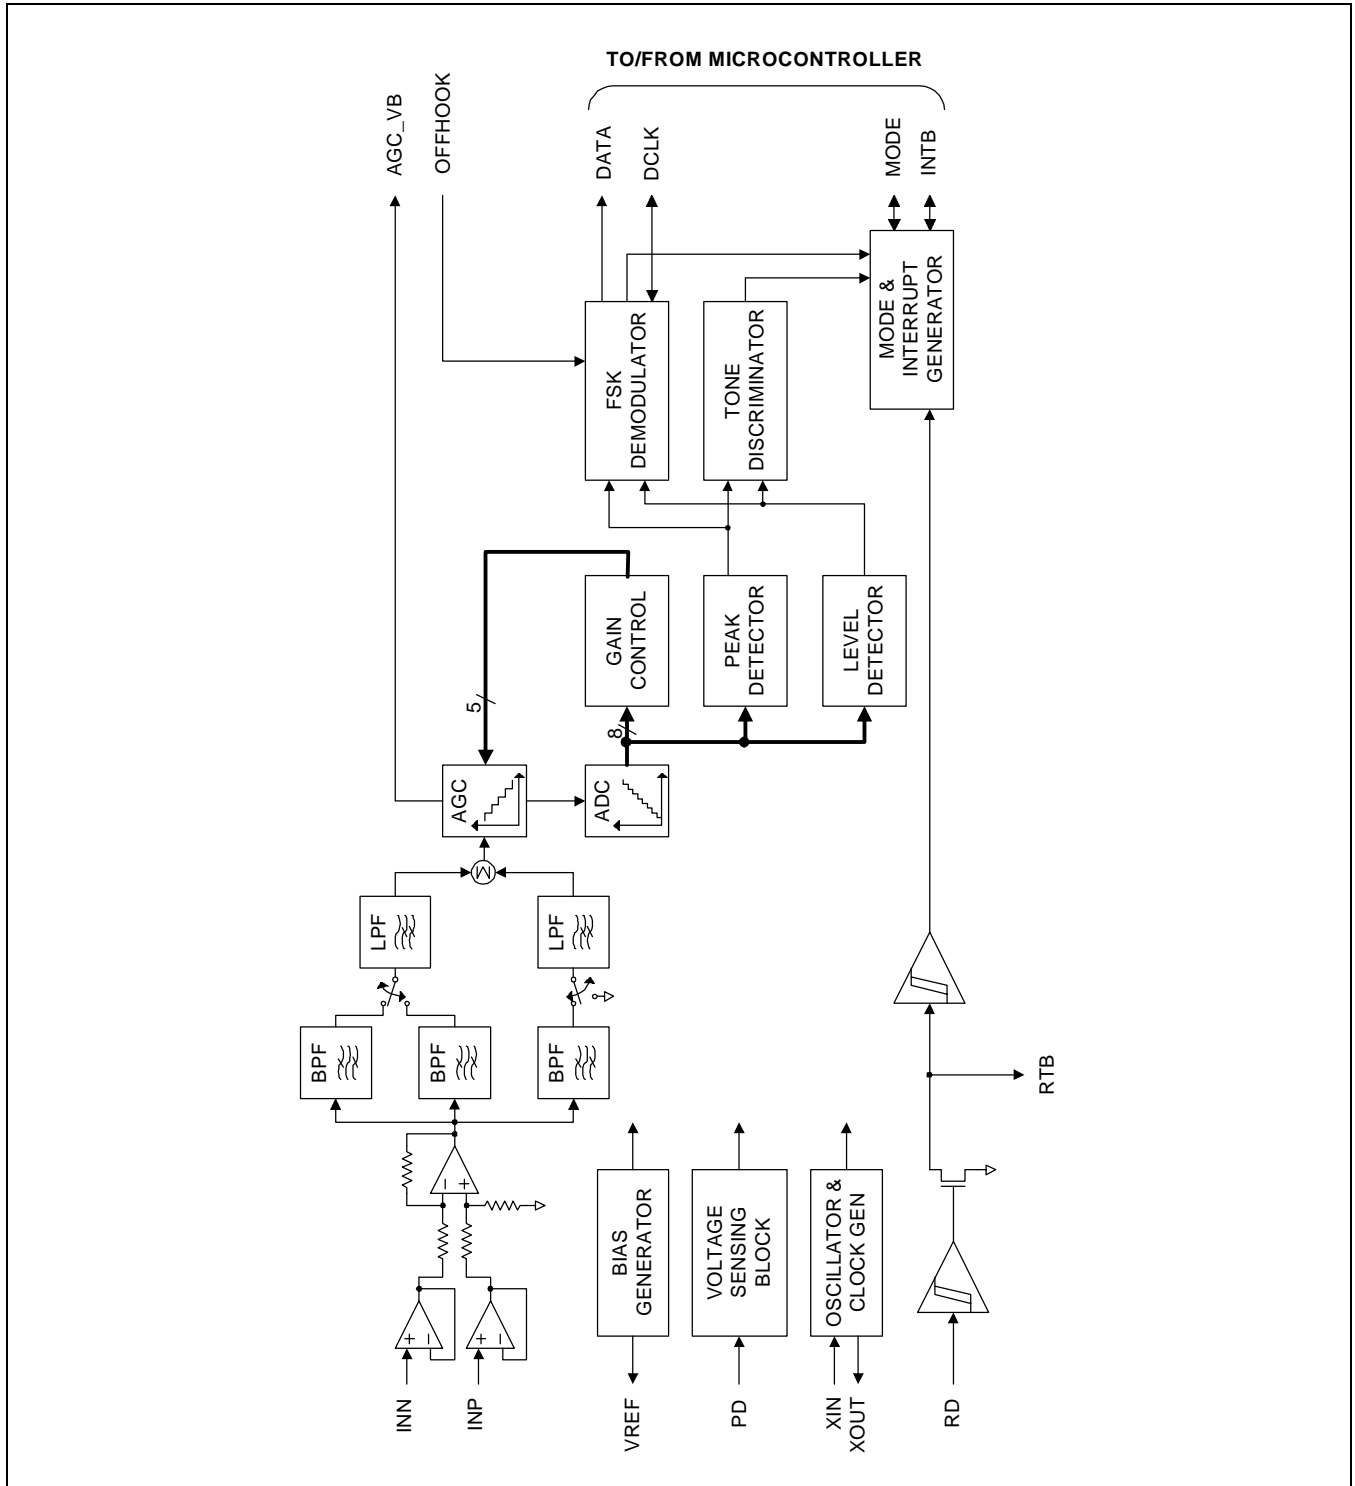 TO/FROM MICROCONTROLLER
AGC_VB
OFFHOOK
DATA
DCLK
MODE
INTB
FSK
DEMODULATOR
TONE
DISCRIMINATOR
MODE &
INTERRUPT
GENERATOR
GAIN
CONTROL
PEAK
DETECTOR
LEVEL
DETECTOR
5
8
AGC
ADC
Σ
LPF
LPF
BPF
BPF
BPF
RTB
+
−
+
−
+
−
BIAS
GENERATOR
VOLTAGE
SENSING
BLOCK
OSCILLATOR &
CLOCK GEN
INN
INP
VREF
PD
XIN
XOUT
RD